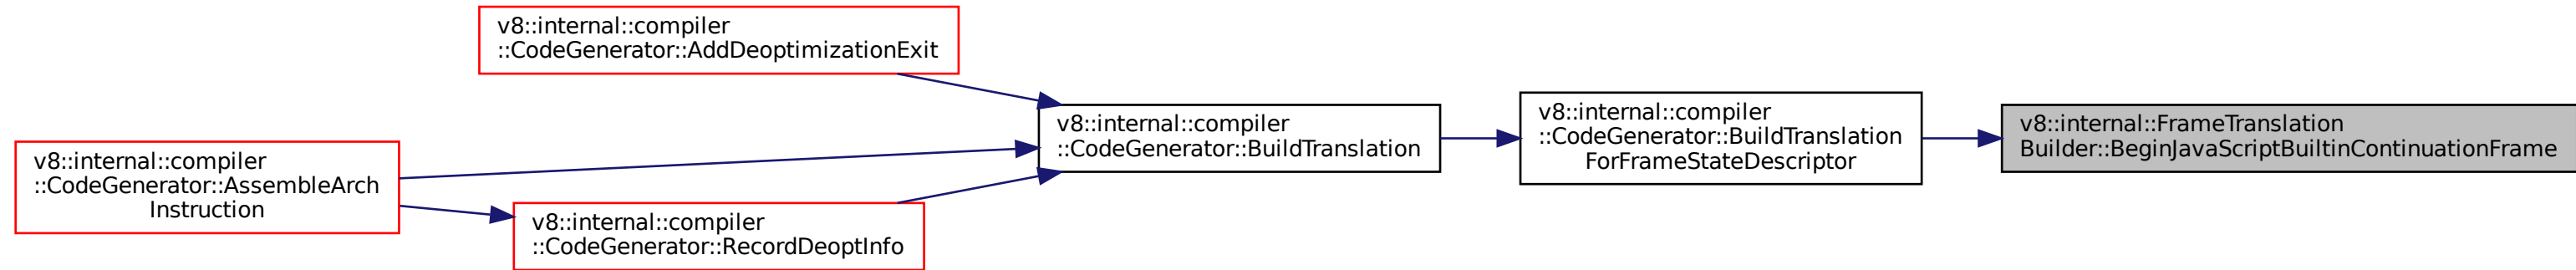 v8::internal::compiler
::CodeGenerator::AddDeoptimizationExit
v8::internal::compiler
::CodeGenerator::AssembleArch
Instruction
v8::internal::compiler
::CodeGenerator::RecordDeoptInfo
v8::internal::compiler
::CodeGenerator::BuildTranslation
v8::internal::compiler
::CodeGenerator::BuildTranslation
ForFrameStateDescriptor
v8::internal::FrameTranslation
Builder::BeginJavaScriptBuiltinContinuationFrame